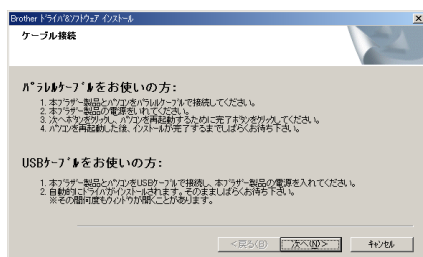 Brother ﾄﾞﾗｲﾊﾞ&ｿﾌﾄｳｪｱ ｲﾝｽﾄｰﾙ
ケーブル接続
ﾊﾟﾗﾚﾙｹｰﾌﾞﾙをお使いの方:
1. 本ﾌﾞﾗｻﾞｰ製品とﾊﾟｿｺﾝをﾊﾟﾗﾚﾙｹｰﾌﾞﾙで接続してください。
2. 本ﾌﾞﾗｻﾞｰ製品の電源をいれてください。
3. 次へﾎﾞﾀﾝをｸﾘｯｸし、ﾊﾟｿｺﾝを再起動するために完了ﾎﾞﾀﾝをｸﾘｯｸしてください。
4. ﾊﾟｿｺﾝを再起動した後、ｲﾝｽﾄｰﾙが完了するまでしばらくお待ち下さい。
USBｹｰﾌﾞﾙをお使いの方:
1. 本ﾌﾞﾗｻﾞｰ製品とﾊﾟｿｺﾝをUSBｹｰﾌﾞﾙで接続し、本ﾌﾞﾗｻﾞｰ製品の電源を入れてください。
2. 自動的にﾄﾞﾗｲﾊﾞがｲﾝｽﾄｰﾙされます。そのまましばらくお待ち下さい。
※その間何度もｳｨﾝﾄﾞｳが開くことがあります。
<戻る(B) 次へ(N)> ｷｬﾝｾﾙ